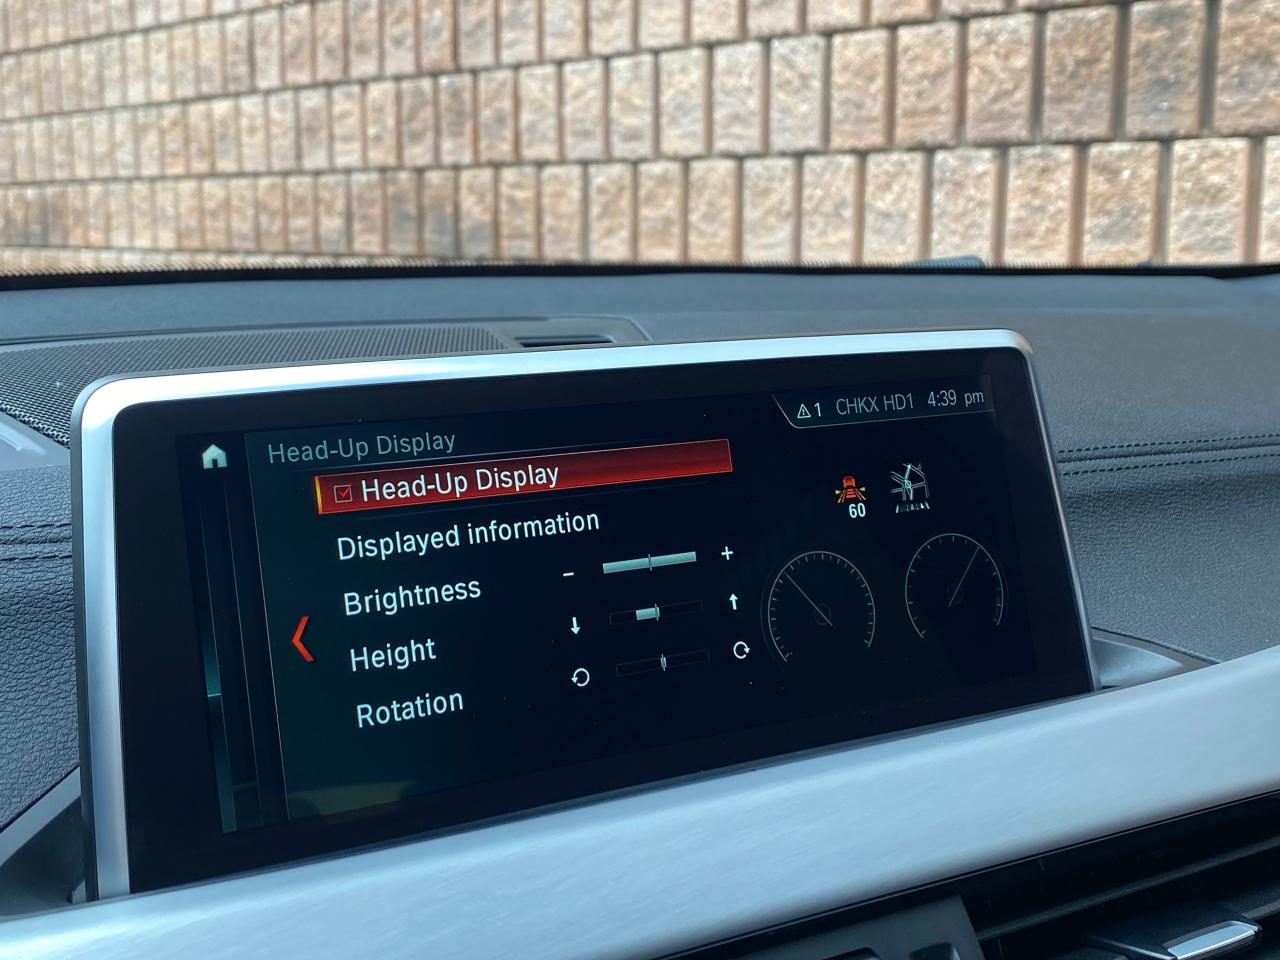 Head-Up Display
1 CHKX HD1 4:39 pm
Head-Up Display
Displayed information
Brightness - +
Height
Rotation
60